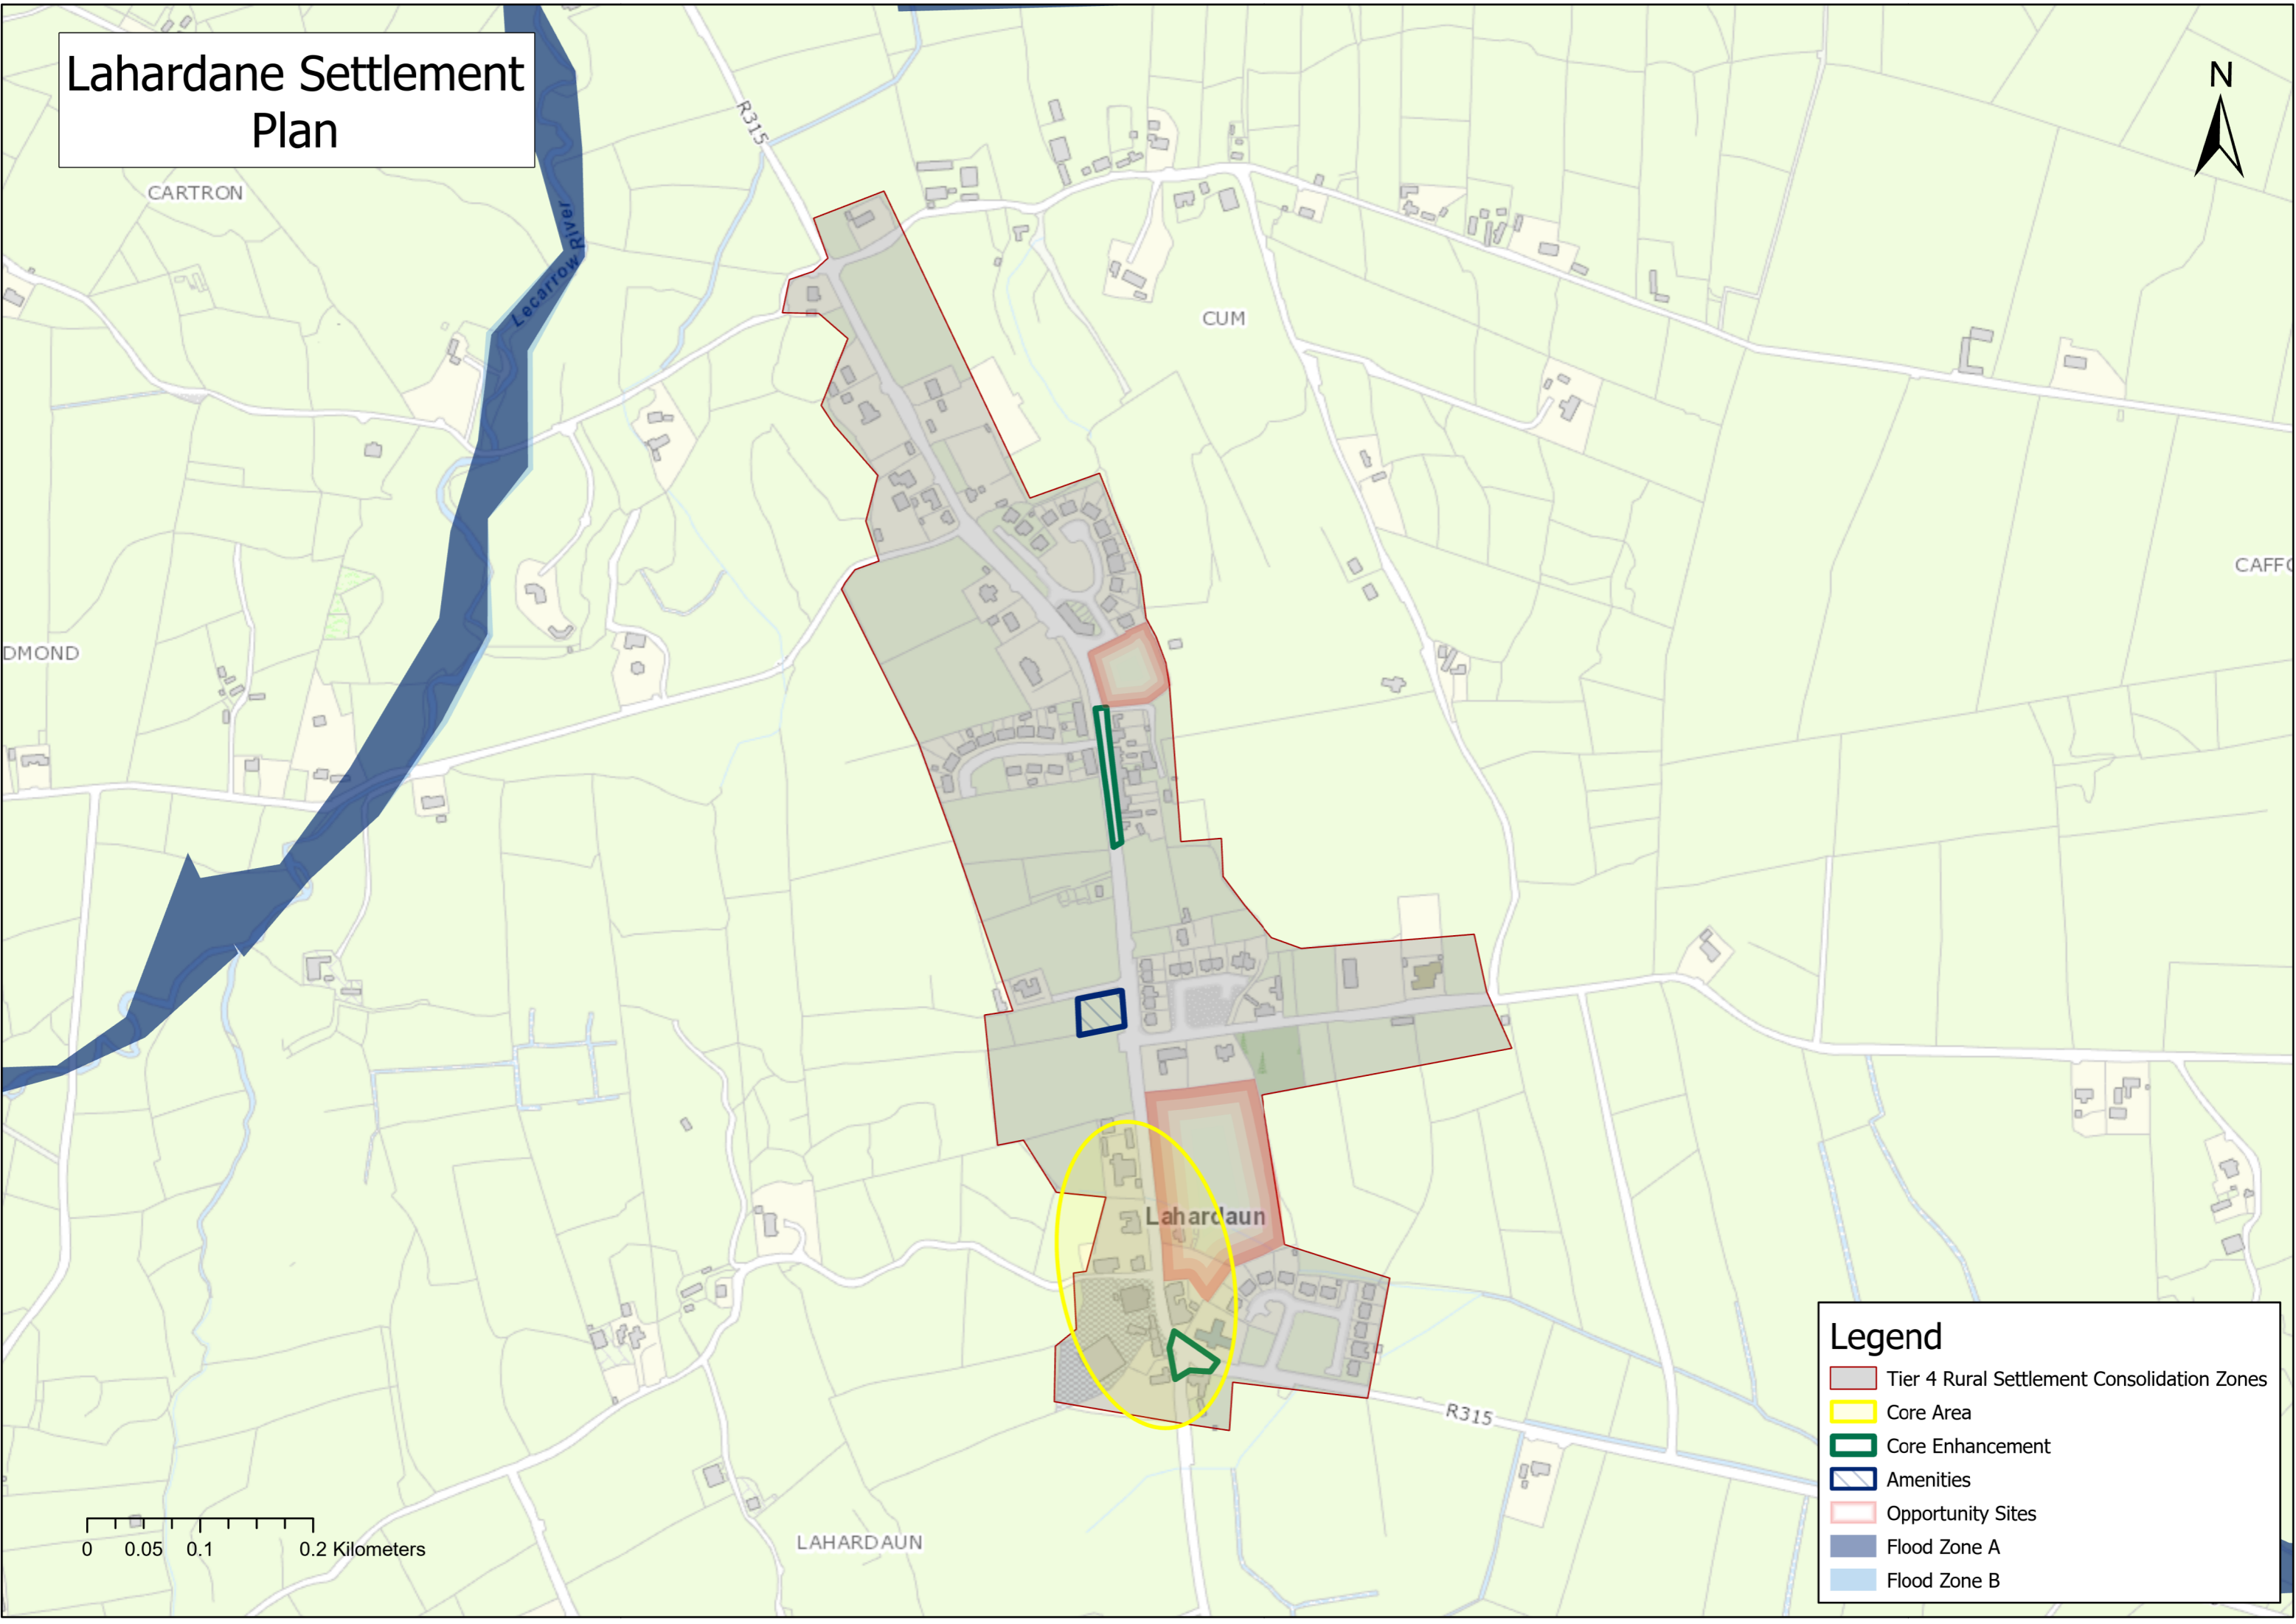 Lahardane Settlement
Plan
N
R315
CARTRON
Lecarrow River
CUM
CAFFO
DMOND
Lahardaun
R315
LAHARDAUN
0 0.05 0.1 0.2 Kilometers
Legend
Tier 4 Rural Settlement Consolidation Zones
Core Area
Core Enhancement
Amenities
Opportunity Sites
Flood Zone A
Flood Zone B